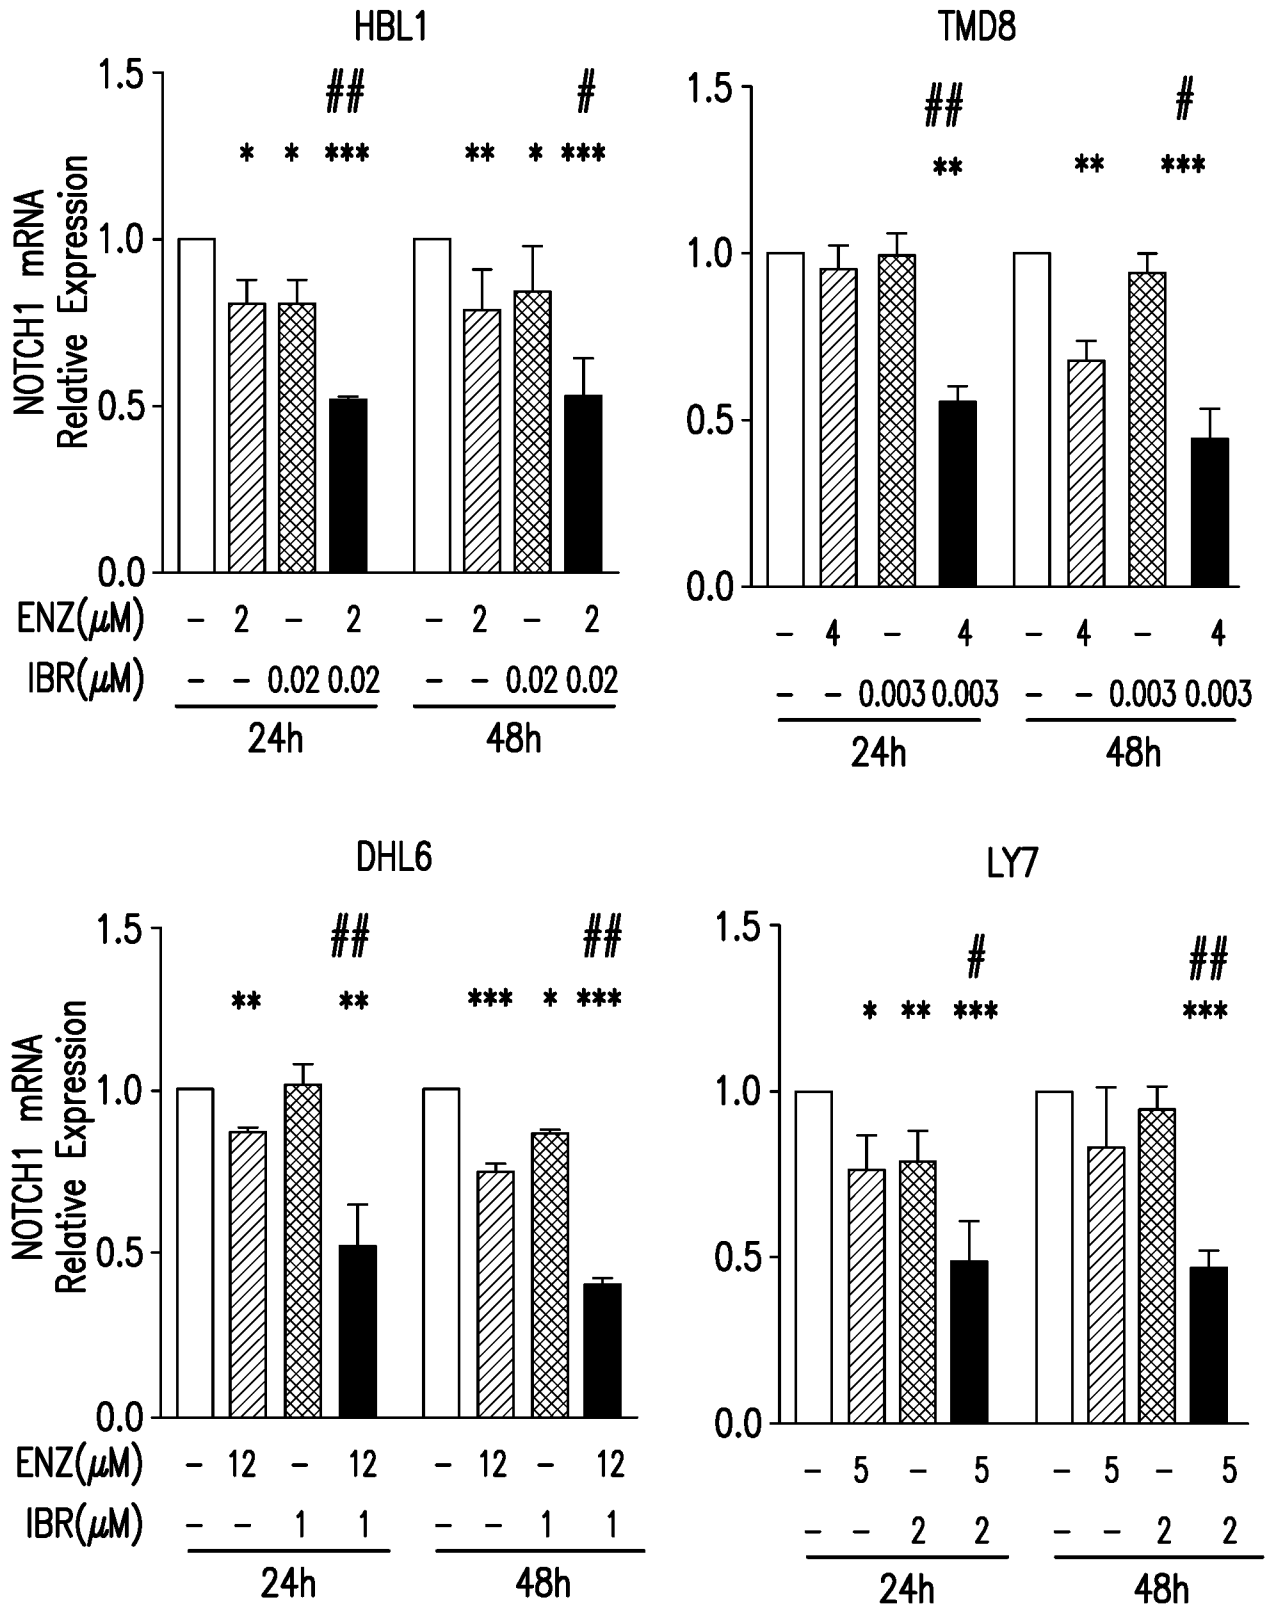 HBL1
1.5
## #
* * *** ** * ***
1.0
0.5
0.0
NOTCH1 mRNA
Relative Expression
ENZ(μM) – 2 – 2 – 2 – 2
IBR(μM) – – 0.02 0.02 – – 0.02 0.02
24h 48h
TMD8
1.5
## #
** ** ***
1.0
0.5
0.0
– 4 – 4 – 4 – 4
– – 0.003 0.003 – – 0.003 0.003
24h 48h
DHL6
1.5
## ##
** ** *** * ***
1.0
0.5
0.0
NOTCH1 mRNA
Relative Expression
ENZ(μM) – 12 – 12 – 12 – 12
IBR(μM) – – 1 1 – – 1 1
24h 48h
LY7
1.5
# ##
* ** *** ***
1.0
0.5
0.0
– 5 – 5 – 5 – 5
– – 2 2 – – 2 2
24h 48h